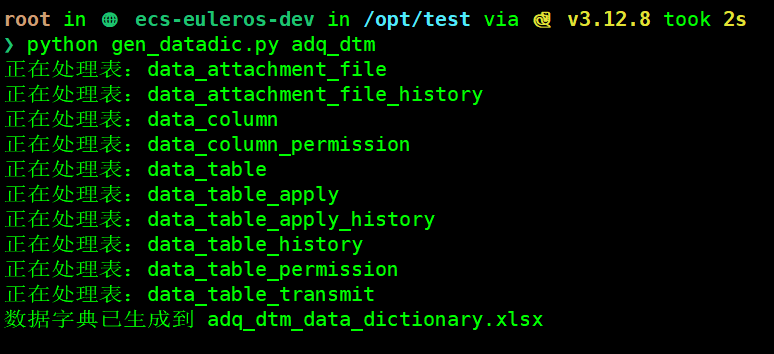 root in 🌐 ecs-euleros-dev in /opt/test via 🐏 v3.12.8 took 2s
❯ python gen_datadic.py adq_dtm
正在处理表：data_attachment_file
正在处理表：data_attachment_file_history
正在处理表：data_column
正在处理表：data_column_permission
正在处理表：data_table
正在处理表：data_table_apply
正在处理表：data_table_apply_history
正在处理表：data_table_history
正在处理表：data_table_permission
正在处理表：data_table_transmit
数据字典已生成到 adq_dtm_data_dictionary.xlsx